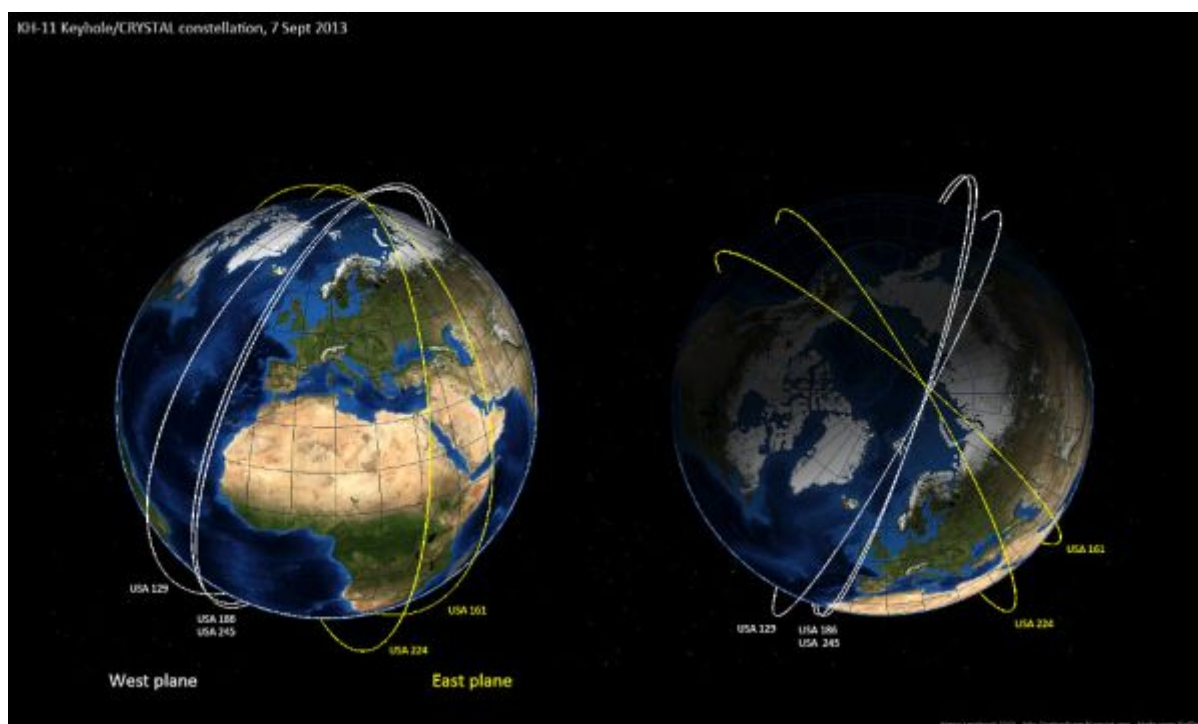 KH-11 Keyhole/CRYSTAL constellation, 7 Sept 2013
USA 129
USA 186
USA 245
USA 161
USA 224
West plane
East plane
USA 161
USA 224
USA 129
USA 186
USA 245